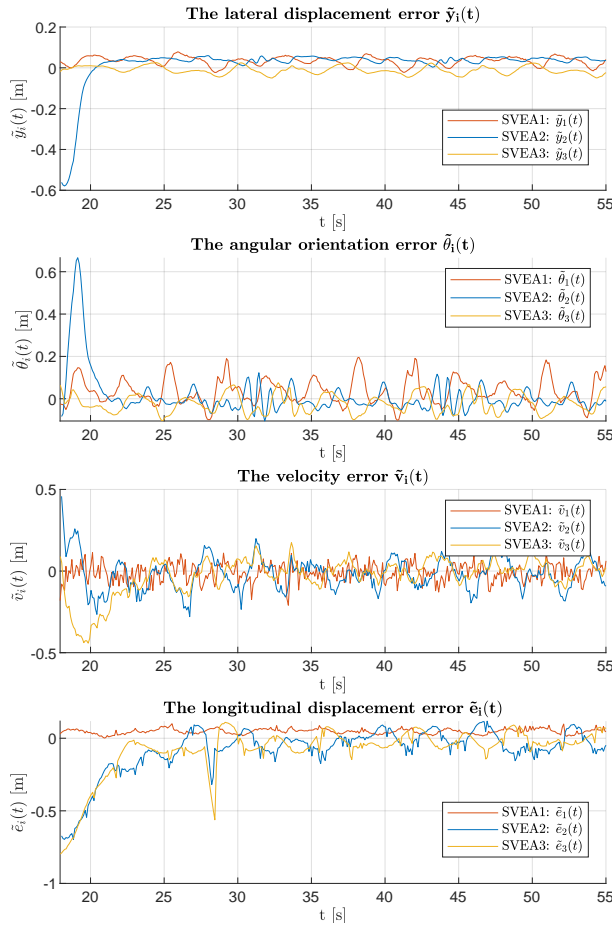 The lateral displacement error ỹᵢ(t)
0.2
0
-0.2
-0.4
-0.6
ỹᵢ(t) [m]
SVEA1: ỹ₁(t)
SVEA2: ỹ₂(t)
SVEA3: ỹ₃(t)
20 25 30 35 40 45 50 55
t [s]
The angular orientation error θ̃ᵢ(t)
0.6
0.4
0.2
0
θ̃ᵢ(t) [m]
SVEA1: θ̃₁(t)
SVEA2: θ̃₂(t)
SVEA3: θ̃₃(t)
20 25 30 35 40 45 50 55
t [s]
The velocity error ṽᵢ(t)
0.5
0
-0.5
ṽᵢ(t) [m]
SVEA1: ṽ₁(t)
SVEA2: ṽ₂(t)
SVEA3: ṽ₃(t)
20 25 30 35 40 45 50 55
t [s]
The longitudinal displacement error ẽᵢ(t)
0
-0.5
-1
ẽᵢ(t) [m]
SVEA1: ẽ₁(t)
SVEA2: ẽ₂(t)
SVEA3: ẽ₃(t)
20 25 30 35 40 45 50 55
t [s]